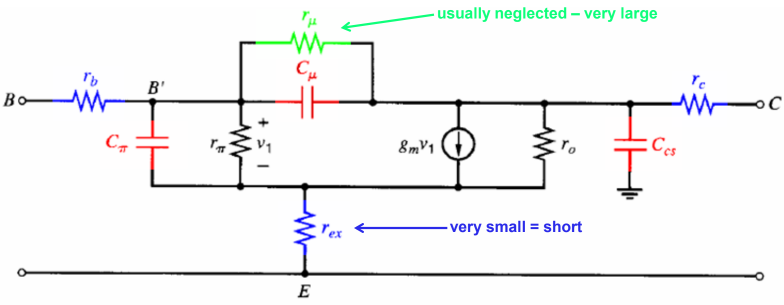 usually neglected – very large
rμ
Cμ
rb
rc
B
B'
C
Cπ
rπ
+
v1
–
gmv1
ro
Ccs
rex
very small = short
E